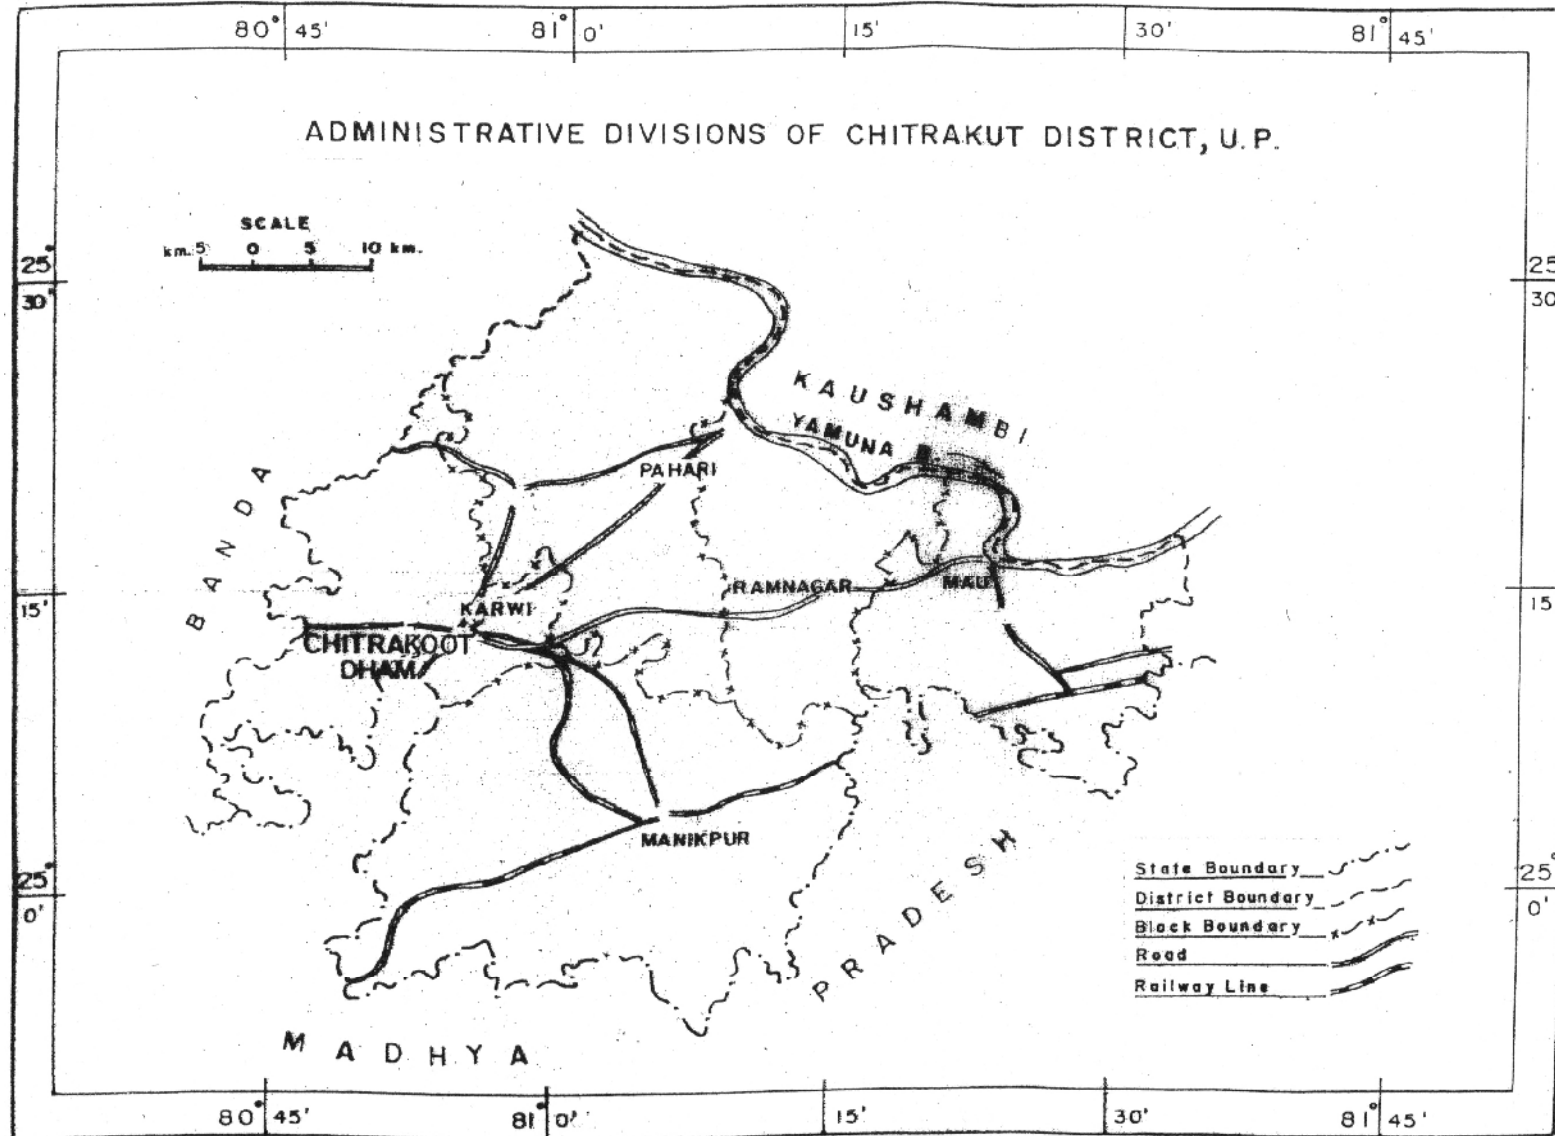 80° 45' 81° 0' 15' 30' 81° 45'
ADMINISTRATIVE DIVISIONS OF CHITRAKUT DISTRICT, U.P.
SCALE
km. 5 0 5 10 km.
25° 30'
25 30
KAUSHAMBI
YAMUNA
PAHARI
BANDA
RAMNAGAR
MAU
15'
15
KARWI
CHITRAKOOT
DHAM
MANIKPUR
State Boundary
District Boundary
Block Boundary
Road
Railway Line
25° 0'
25° 0'
MADHYA PRADESH
80° 45' 81° 0' 15' 30' 81° 45'